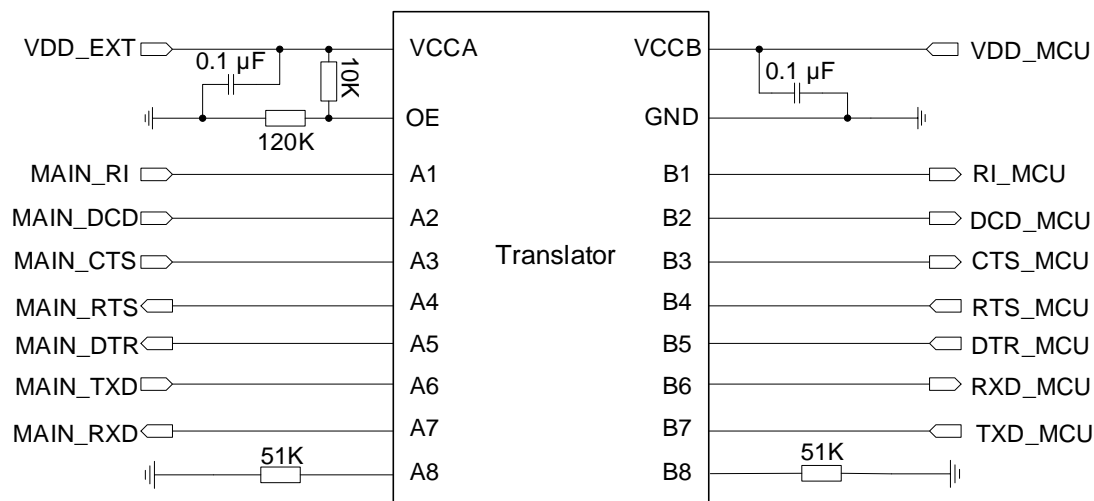 VDD_EXT VCCA VCCB VDD_MCU
0.1 µF 10K 0.1 µF
OE GND
120K
MAIN_RI A1 B1 RI_MCU
MAIN_DCD A2 B2 DCD_MCU
MAIN_CTS A3 Translator B3 CTS_MCU
MAIN_RTS A4 B4 RTS_MCU
MAIN_DTR A5 B5 DTR_MCU
MAIN_TXD A6 B6 RXD_MCU
MAIN_RXD A7 B7 TXD_MCU
51K A8 B8 51K